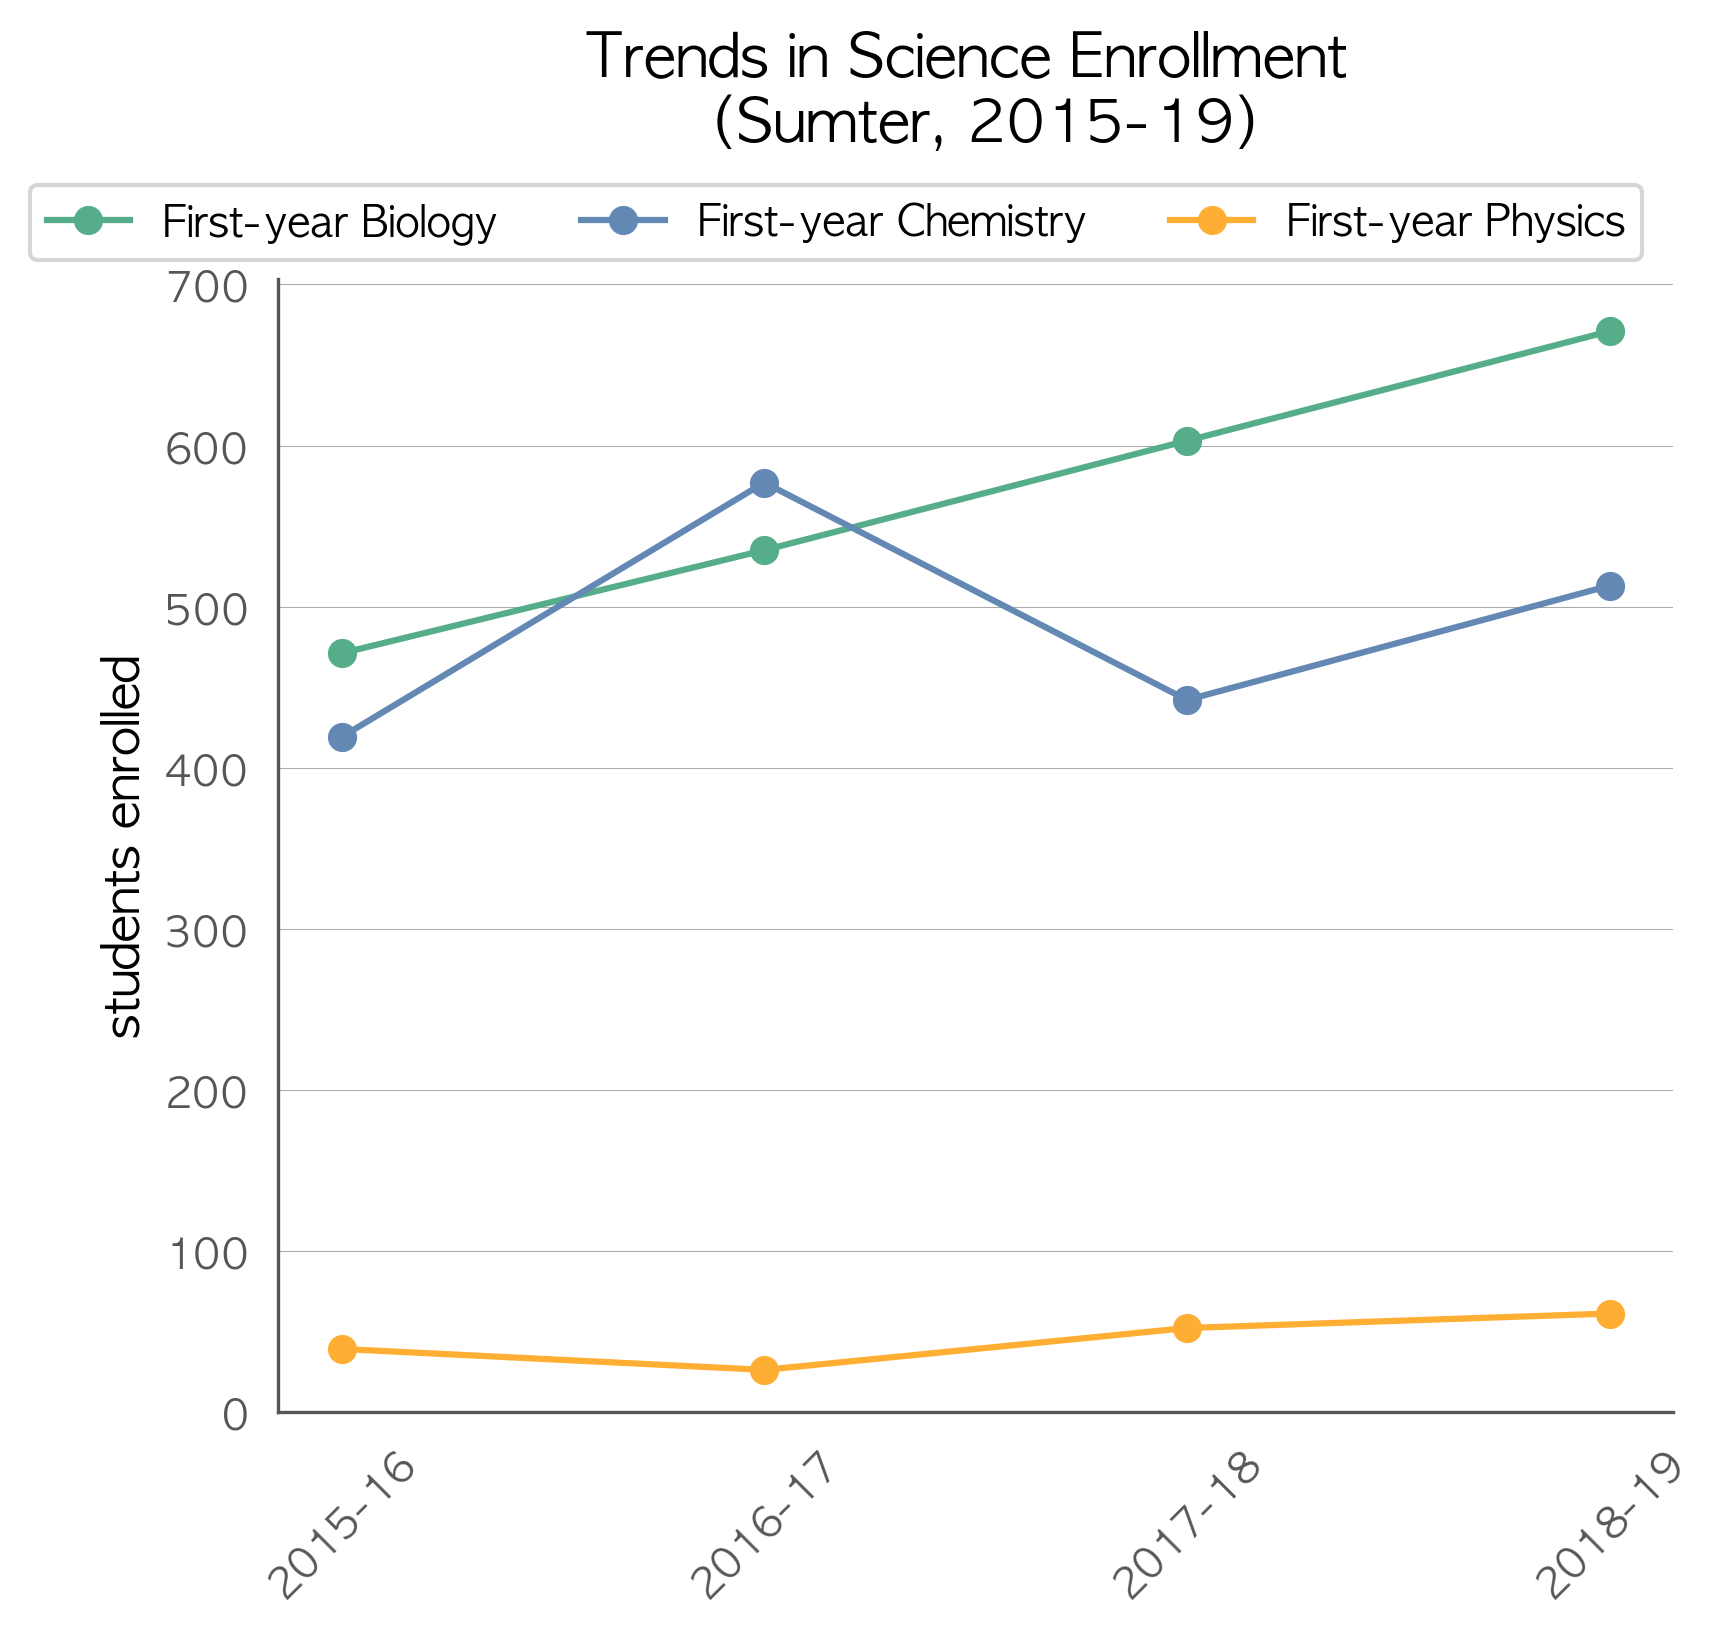 Trends in Science Enrollment
(Sumter, 2015-19)
First-year Biology First-year Chemistry First-year Physics
700
600
500
400
300
200
100
0
students enrolled
2015-16 2016-17 2017-18 2018-19